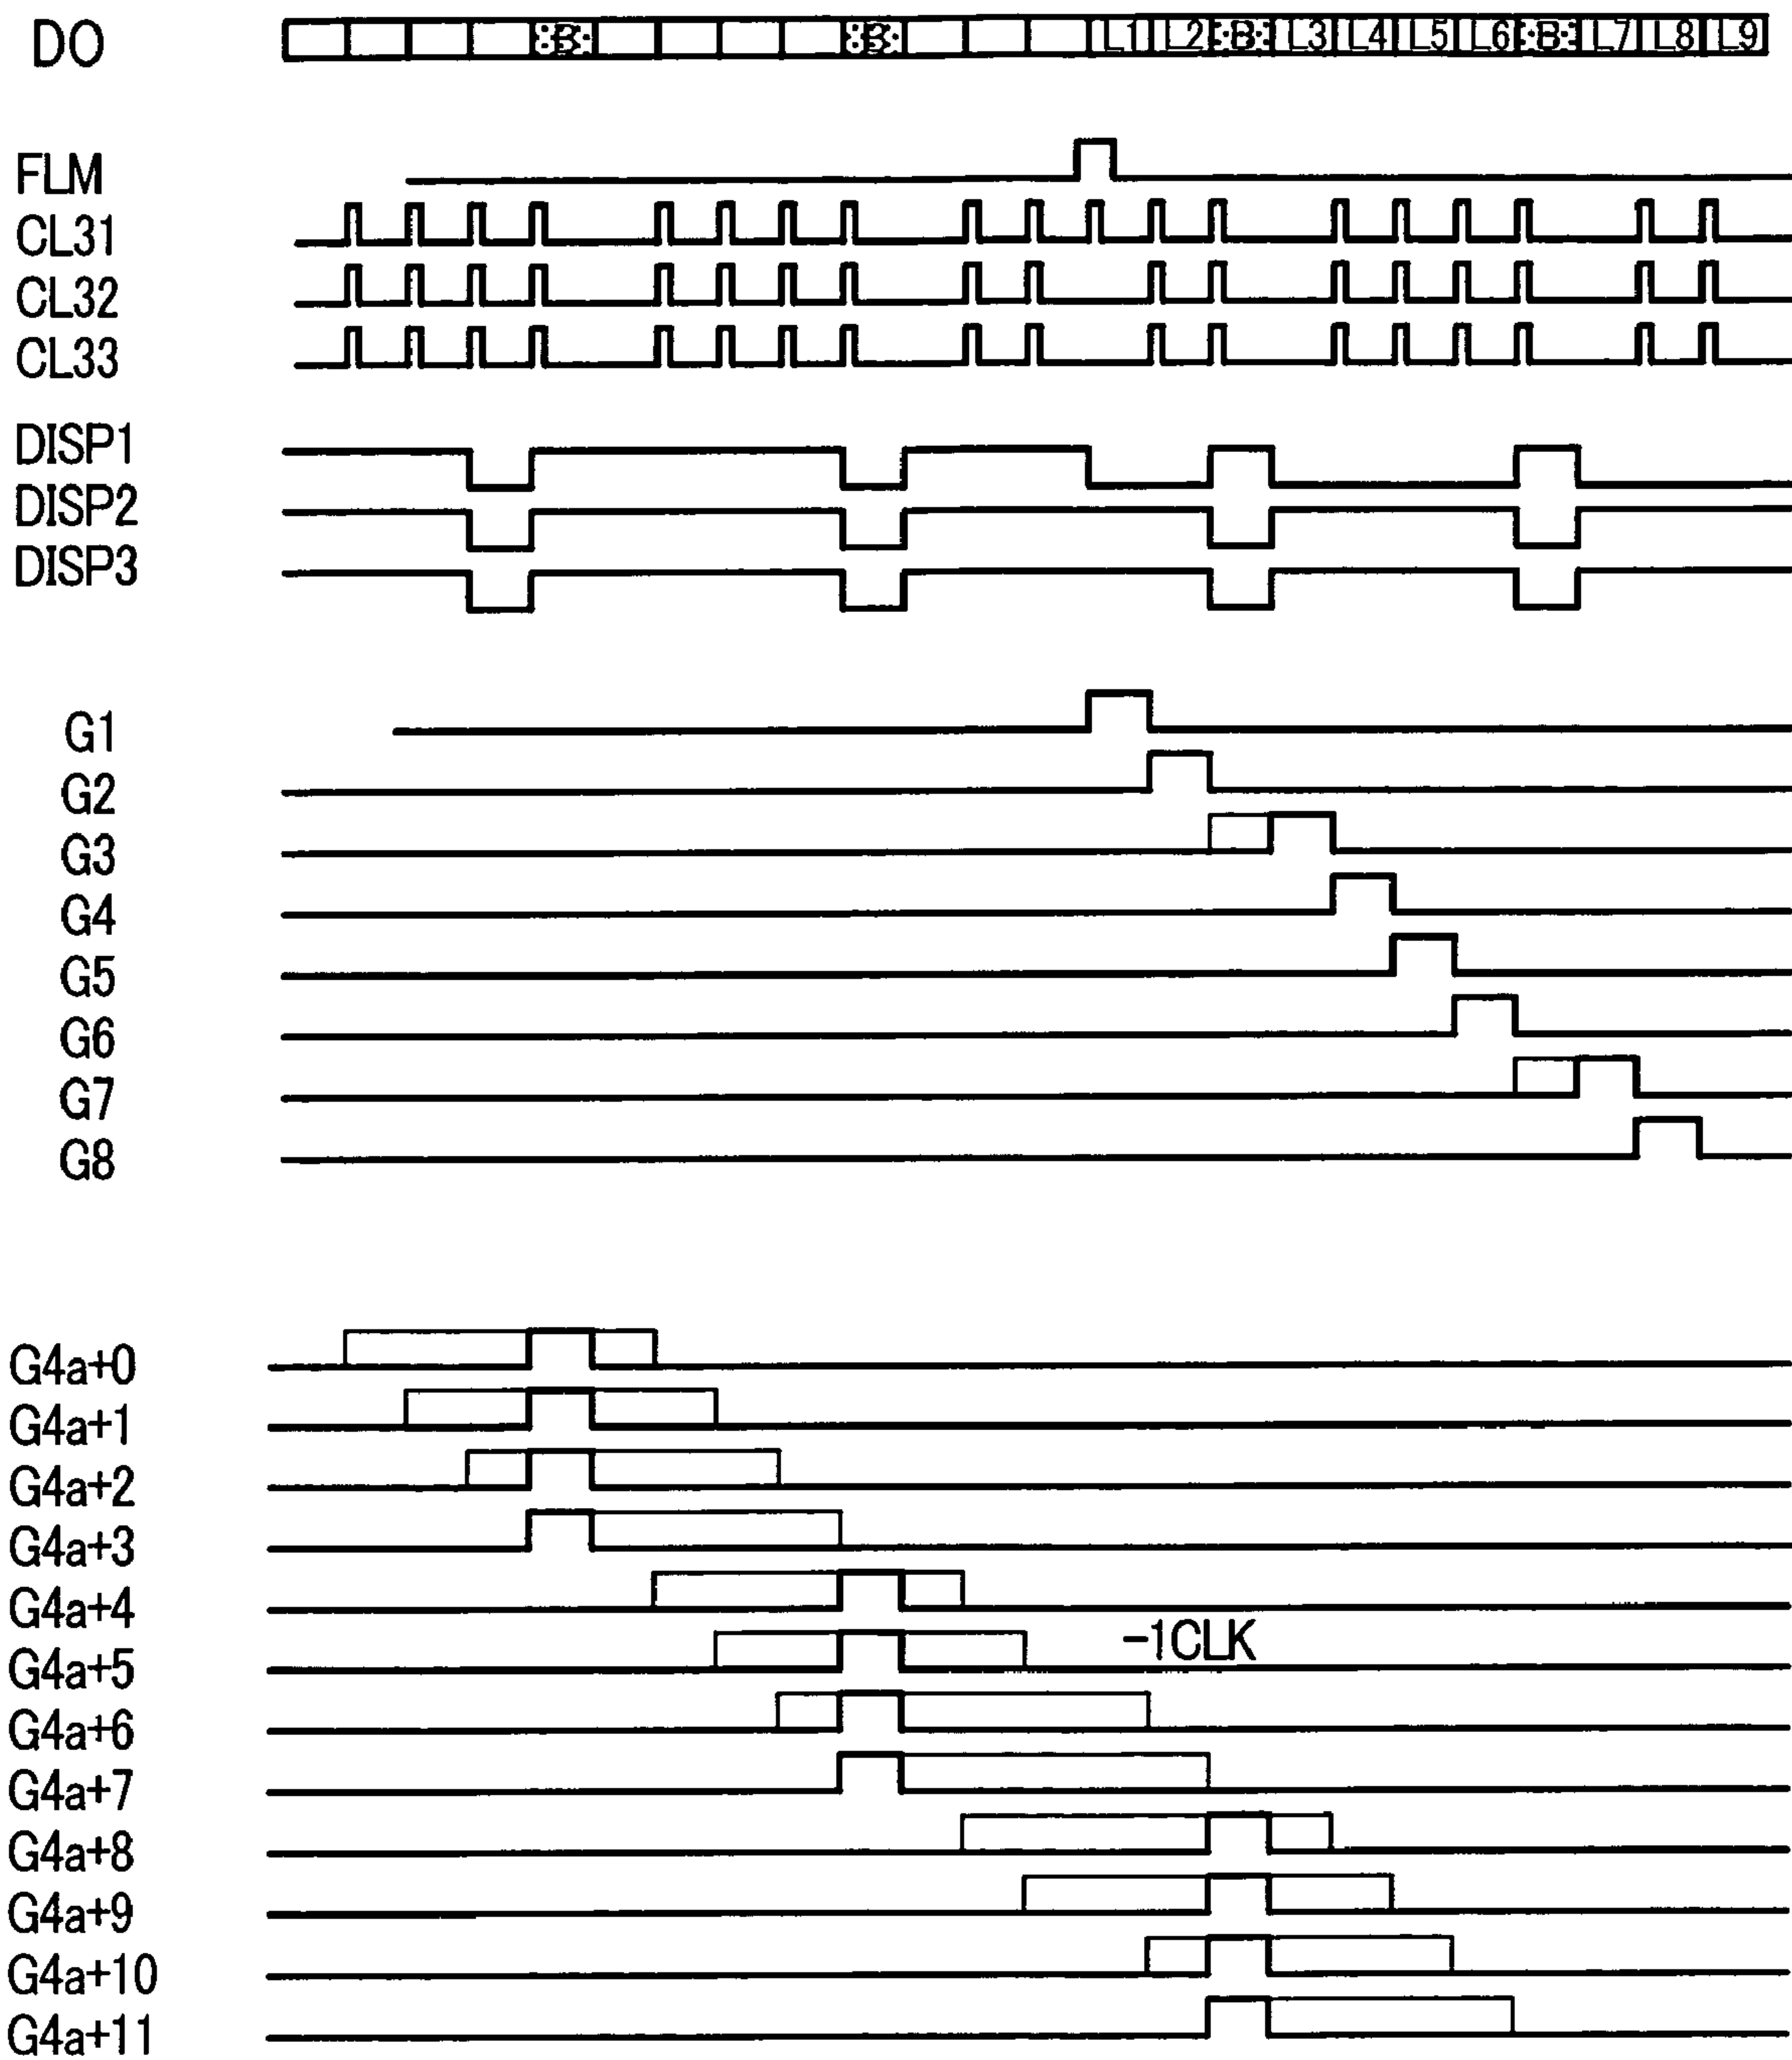 DO B B L1 L2 B L3 L4 L5 L6 B L7 L8 L9
FLM
CL31
CL32
CL33
DISP1
DISP2
DISP3
G1
G2
G3
G4
G5
G6
G7
G8
G4a+0
G4a+1
G4a+2
G4a+3
G4a+4
G4a+5 -1CLK
G4a+6
G4a+7
G4a+8
G4a+9
G4a+10
G4a+11